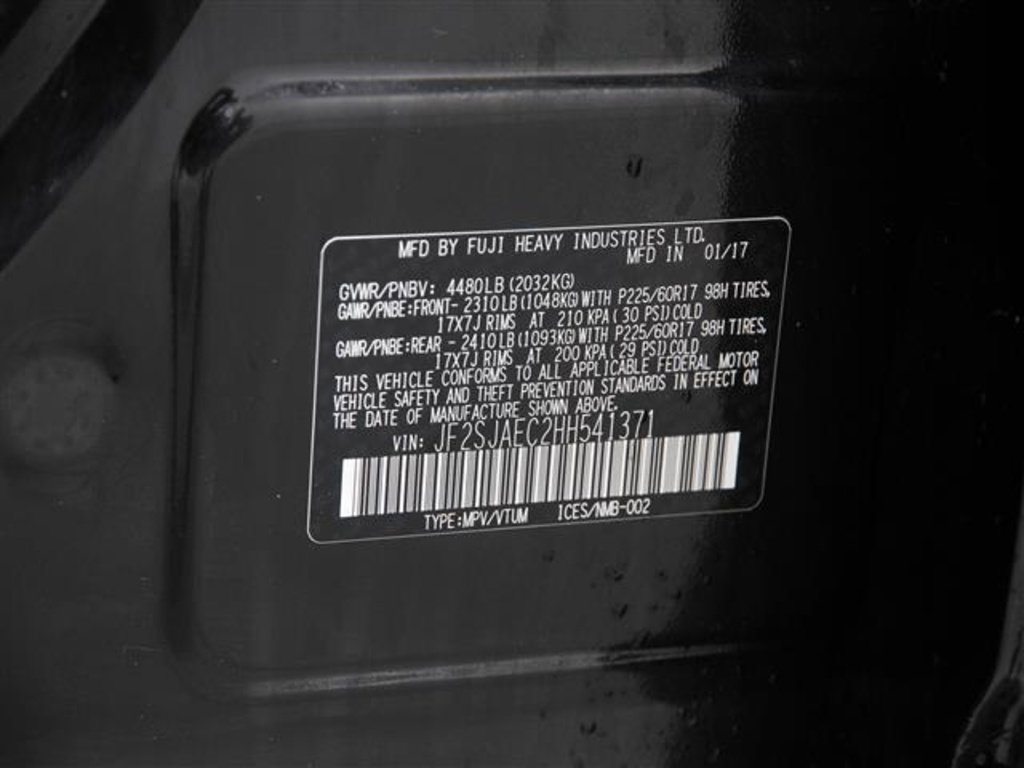 MFD BY FUJI HEAVY INDUSTRIES LTD.
MFD IN 01/17
GVWR/PNBV: 4480LB (2032KG)
GAWR/PNBE:FRONT- 2310LB (1048KG) WITH P225/60R17 98H TIRES,
17X7J RIMS AT 210 KPA (30 PSI) COLD
GAWR/PNBE:REAR - 2410LB (1093KG) WITH P225/60R17 98H TIRES,
17X7J RIMS AT 200 KPA (29 PSI) COLD
THIS VEHICLE CONFORMS TO ALL APPLICABLE FEDERAL MOTOR
VEHICLE SAFETY AND THEFT PREVENTION STANDARDS IN EFFECT ON
THE DATE OF MANUFACTURE SHOWN ABOVE.
VIN: JF2SJAEC2HH541371
TYPE:MPV/VTUM ICES/NMB-002